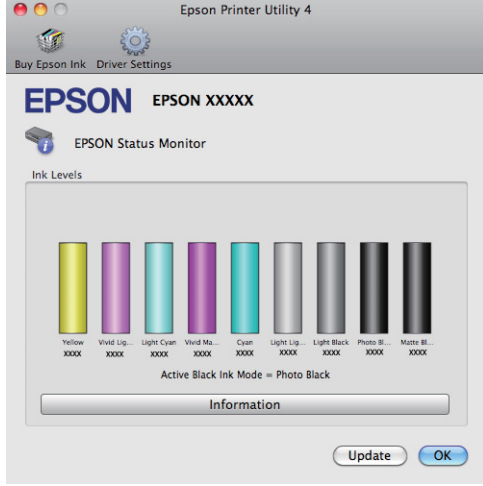 Epson Printer Utility 4
Buy Epson Ink Driver Settings
EPSON EPSON XXXXX
EPSON Status Monitor
Ink Levels
Yellow Vivid Lig... Light Cyan Vivid Ma... Cyan Light Lig... Light Black Photo Bl... Matte Bl...
XXXX XXXX XXXX XXXX XXXX XXXX XXXX XXXX XXXX
Active Black Ink Mode = Photo Black
Information
Update OK